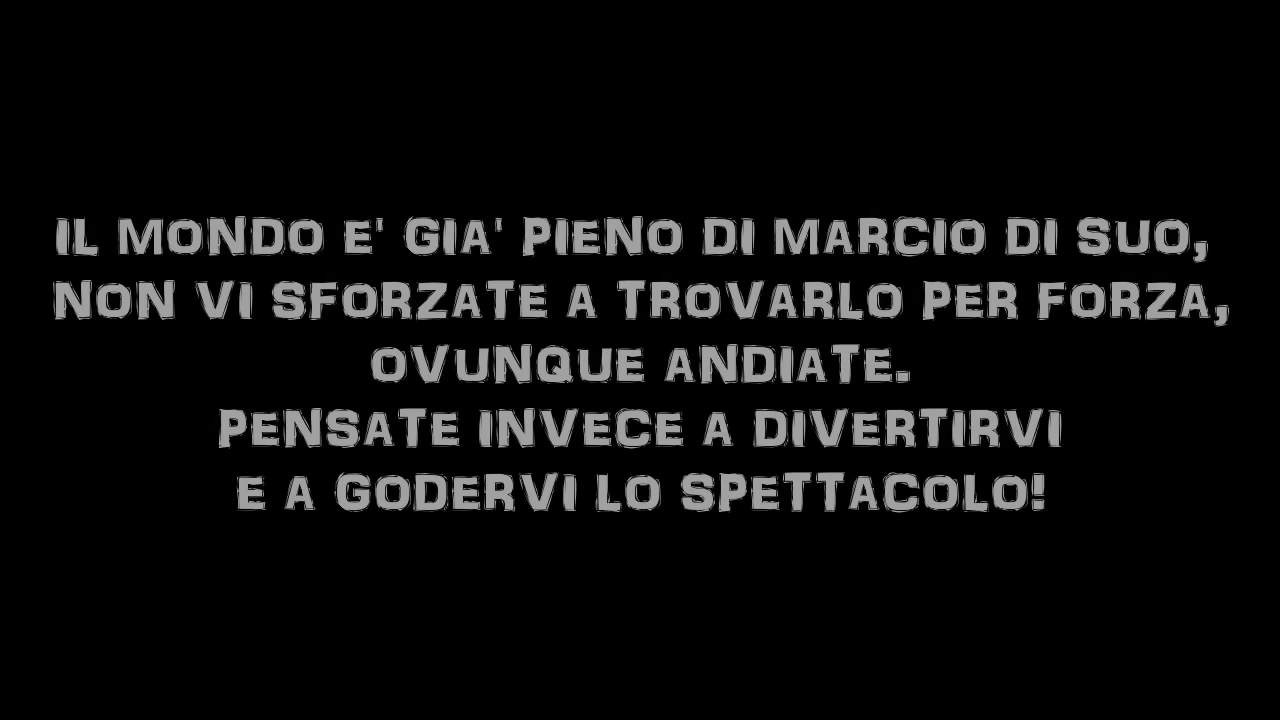 IL MONDO E' GIA' PIENO DI MARCIO DI SUO,
NON VI SFORZATE A TROVARLO PER FORZA,
OVUNQUE ANDIATE.
PENSATE INVECE A DIVERTIRVI
E A GODERVI LO SPETTACOLO!